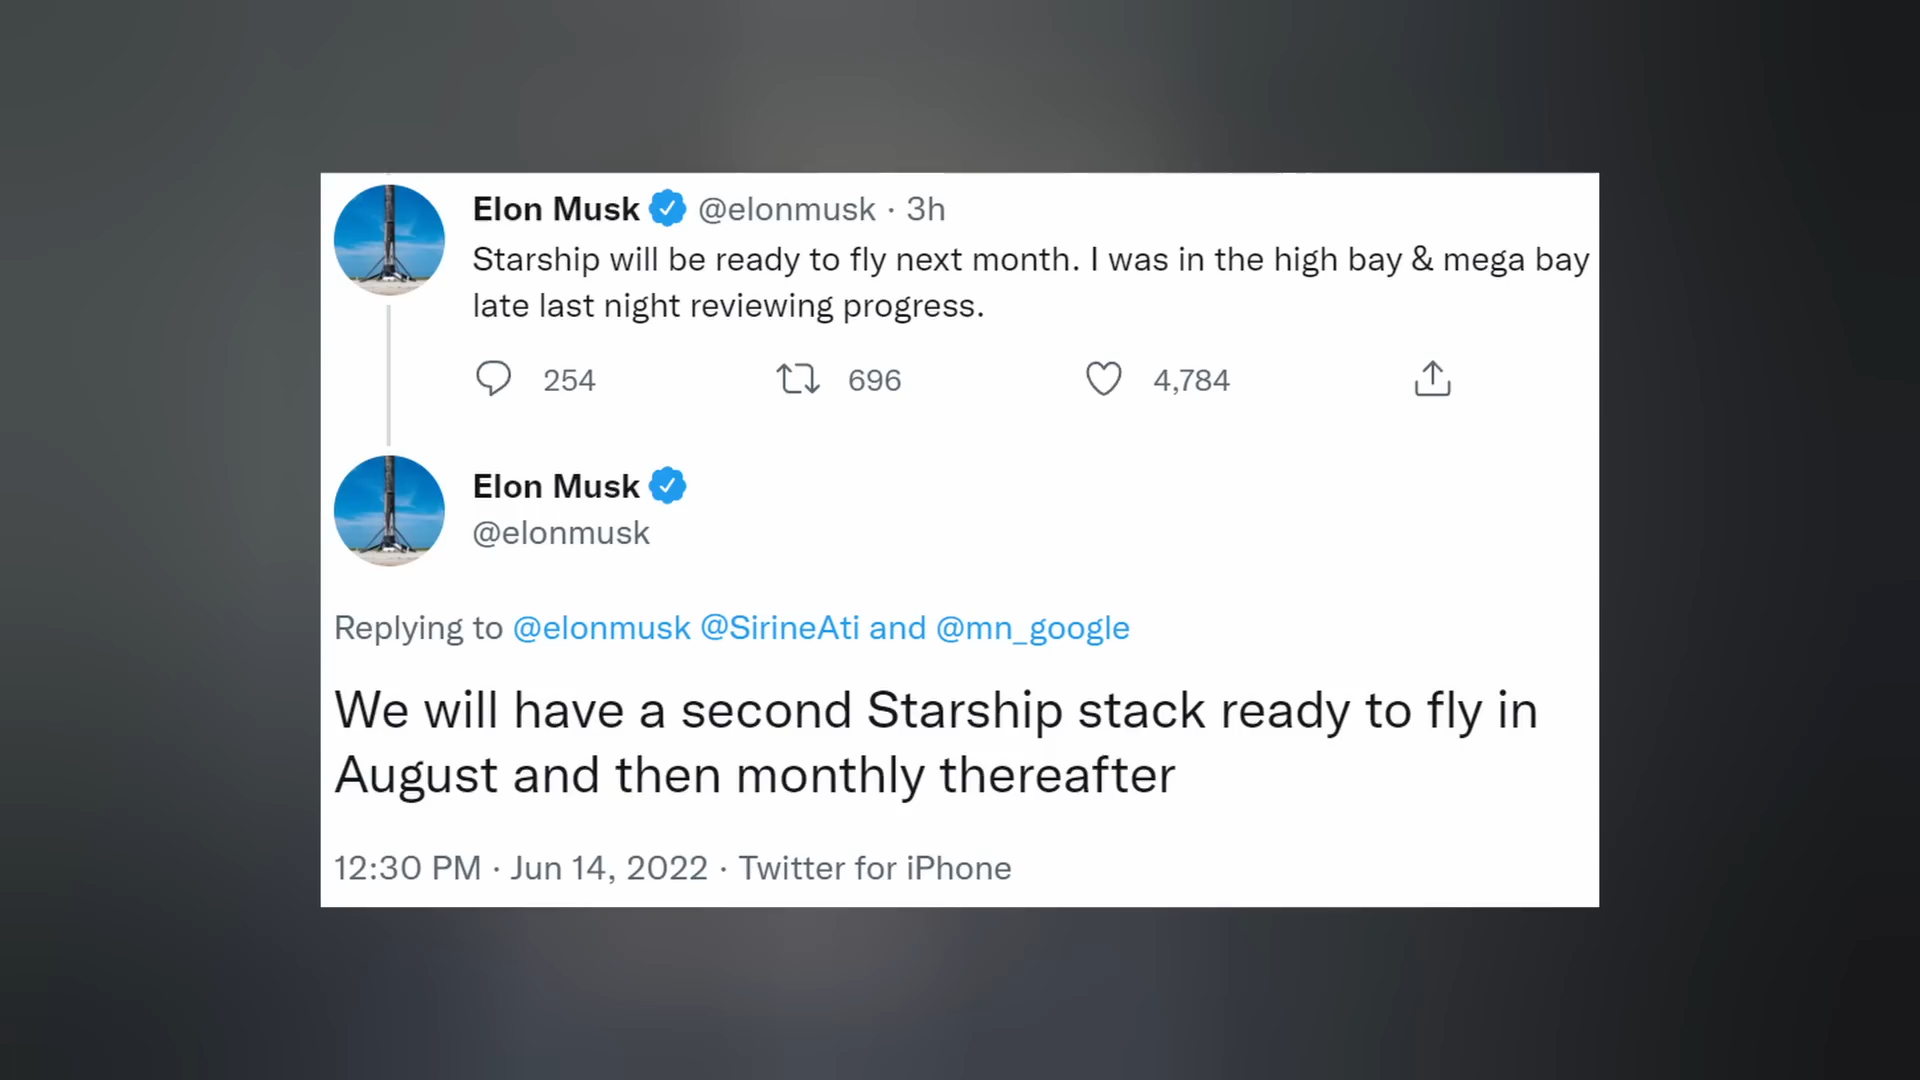 Elon Musk @elonmusk · 3h
Starship will be ready to fly next month. I was in the high bay & mega bay
late last night reviewing progress.
254 696 4,784
Elon Musk
@elonmusk
Replying to @elonmusk @SirineAti and @mn_google
We will have a second Starship stack ready to fly in
August and then monthly thereafter
12:30 PM · Jun 14, 2022 · Twitter for iPhone